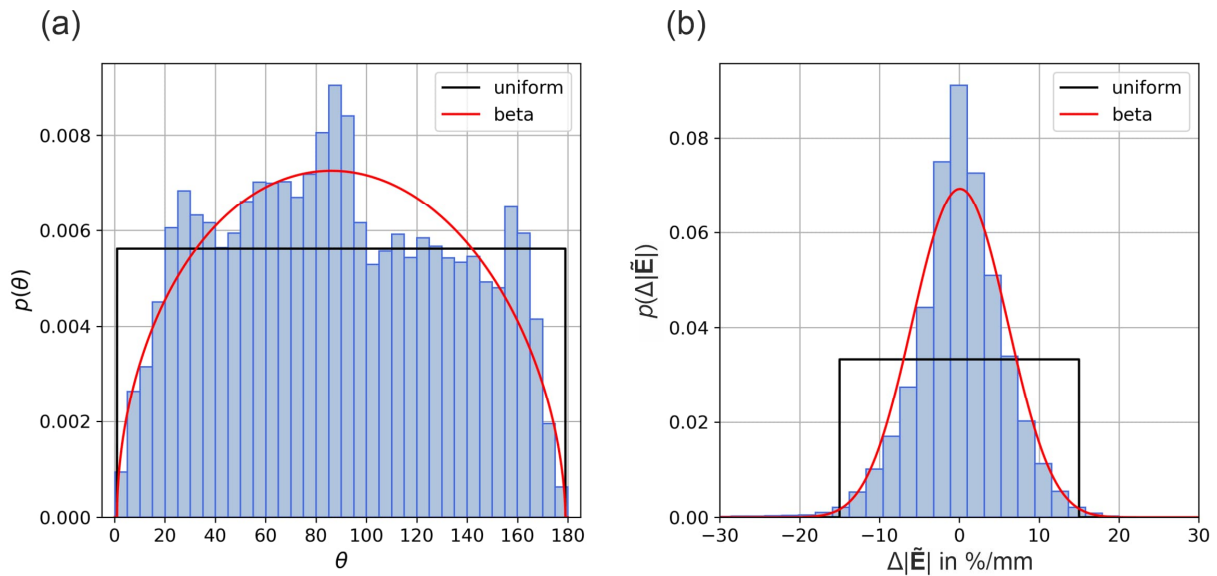 (a)
uniform
beta
0.008
0.006
0.004
0.002
0.000
p(θ)
0 20 40 60 80 100 120 140 160 180
θ
(b)
uniform
beta
0.08
0.06
0.04
0.02
0.00
p(Δ|Ẽ|)
−30 −20 −10 0 10 20 30
Δ|Ẽ| in %/mm